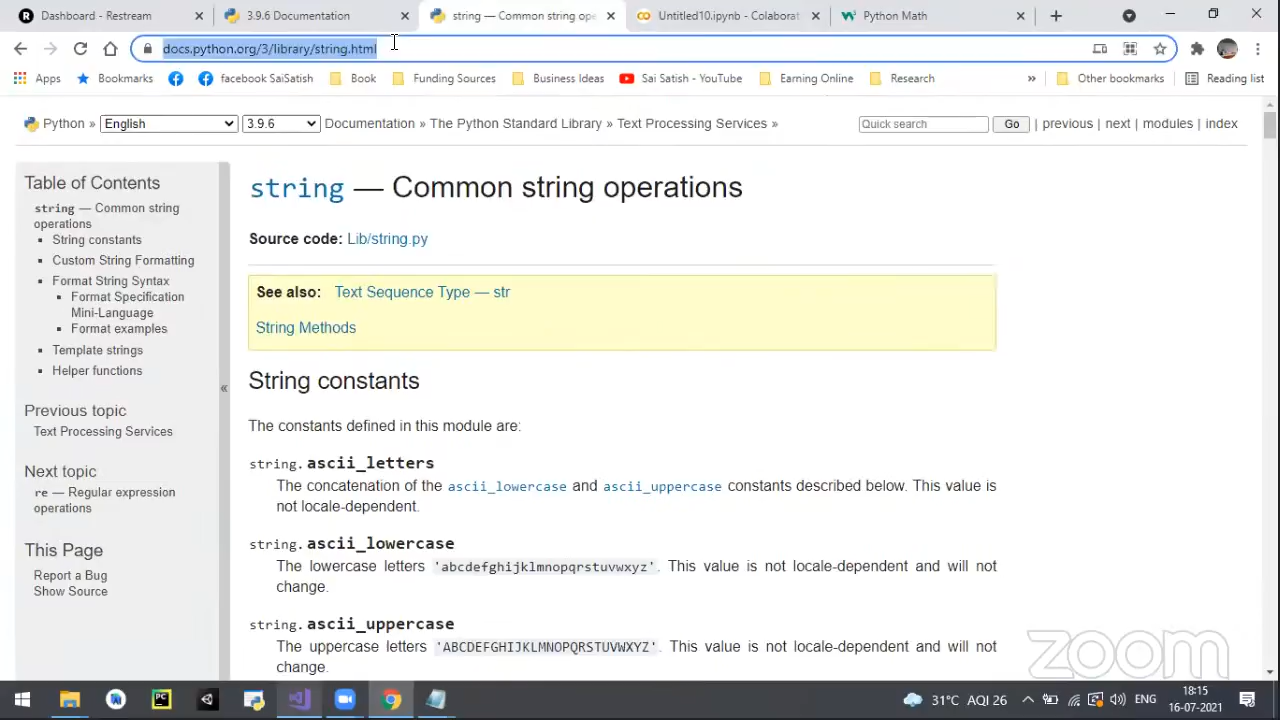 Dashboard - Restream
3.9.6 Documentation
string — Common string ope
Untitled10.ipynb - Colaborat
Python Math
docs.python.org/3/library/string.html
Apps
Bookmarks
facebook SaiSatish
Book
Funding Sources
Business Ideas
Sai Satish - YouTube
Earning Online
Research
»
Other bookmarks
Reading list
Python » English 3.9.6 Documentation » The Python Standard Library » Text Processing Services »
Quick search Go | previous | next | modules | index
Table of Contents
string — Common string
operations
String constants
Custom String Formatting
Format String Syntax
Format Specification
Mini-Language
Format examples
Template strings
Helper functions
Previous topic
Text Processing Services
Next topic
re — Regular expression
operations
This Page
Report a Bug
Show Source
«
string — Common string operations
Source code: Lib/string.py
See also: Text Sequence Type — str
String Methods
String constants
The constants defined in this module are:
string.ascii_letters
The concatenation of the ascii_lowercase and ascii_uppercase constants described below. This value is
not locale-dependent.
string.ascii_lowercase
The lowercase letters 'abcdefghijklmnopqrstuvwxyz'. This value is not locale-dependent and will not
change.
string.ascii_uppercase
The uppercase letters 'ABCDEFGHIJKLMNOPQRSTUVWXYZ'. This value is not locale-dependent and will not
change.
zoom
PC
31°C AQI 26
ENG
18:15
16-07-2021